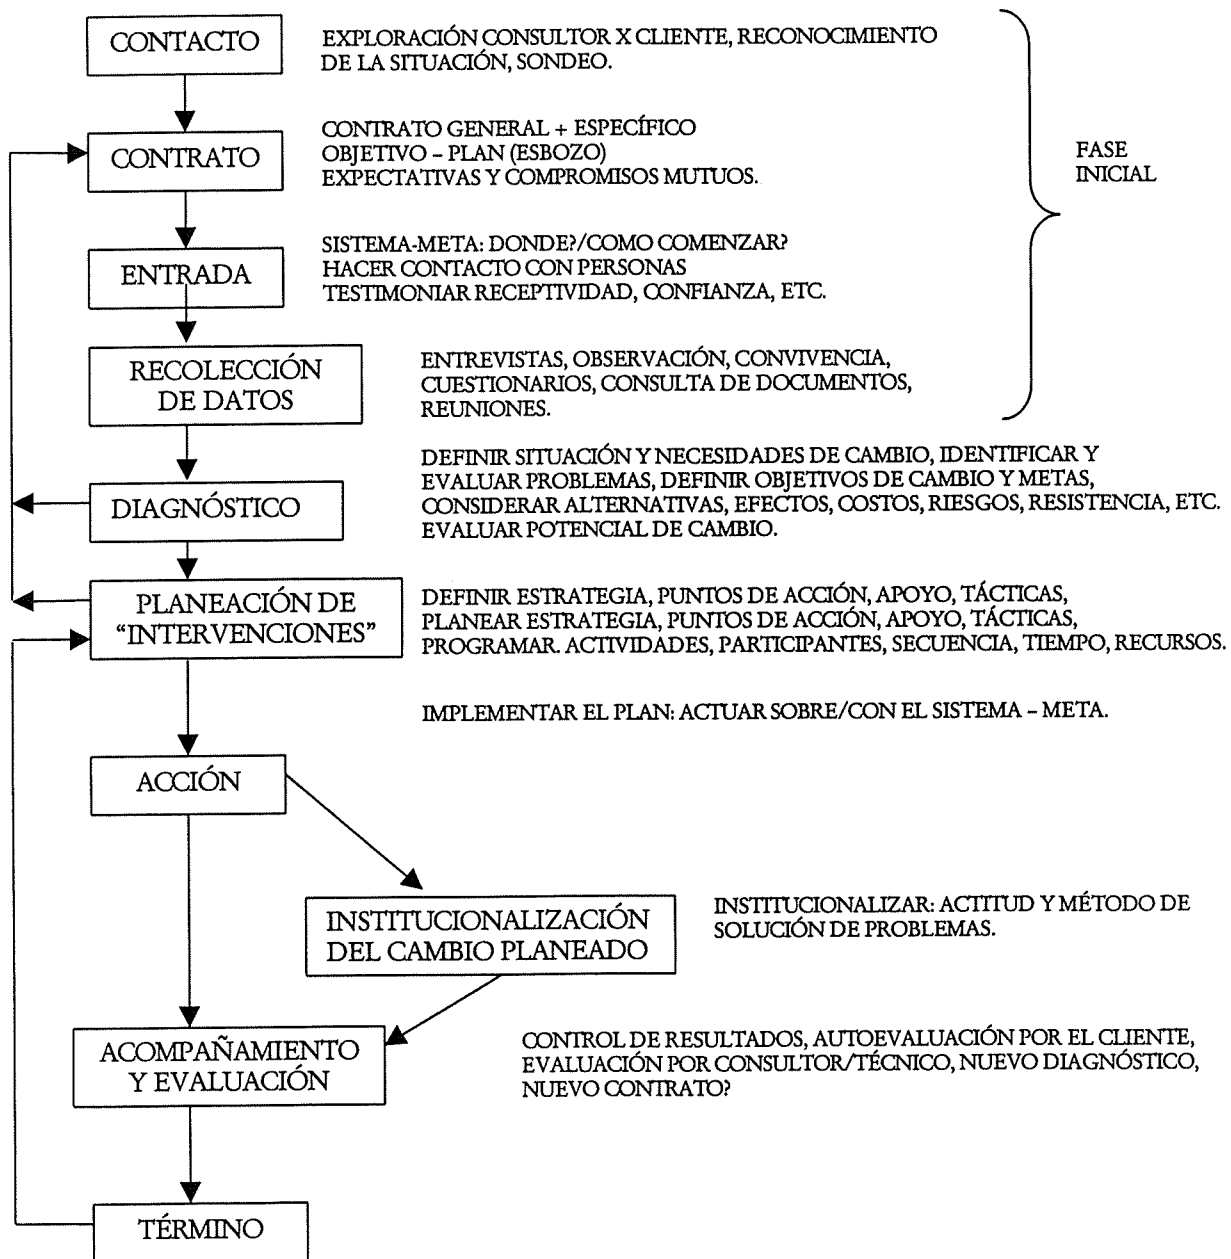 CONTACTO
EXPLORACIÓN CONSULTOR X CLIENTE, RECONOCIMIENTO
DE LA SITUACIÓN, SONDEO.
CONTRATO
CONTRATO GENERAL + ESPECÍFICO
OBJETIVO – PLAN (ESBOZO)
EXPECTATIVAS Y COMPROMISOS MUTUOS.
FASE
INICIAL
ENTRADA
SISTEMA-META: DONDE?/COMO COMENZAR?
HACER CONTACTO CON PERSONAS
TESTIMONIAR RECEPTIVIDAD, CONFIANZA, ETC.
RECOLECCIÓN
DE DATOS
ENTREVISTAS, OBSERVACIÓN, CONVIVENCIA,
CUESTIONARIOS, CONSULTA DE DOCUMENTOS,
REUNIONES.
DIAGNÓSTICO
DEFINIR SITUACIÓN Y NECESIDADES DE CAMBIO, IDENTIFICAR Y
EVALUAR PROBLEMAS, DEFINIR OBJETIVOS DE CAMBIO Y METAS,
CONSIDERAR ALTERNATIVAS, EFECTOS, COSTOS, RIESGOS, RESISTENCIA, ETC.
EVALUAR POTENCIAL DE CAMBIO.
PLANEACIÓN DE
“INTERVENCIONES”
DEFINIR ESTRATEGIA, PUNTOS DE ACCIÓN, APOYO, TÁCTICAS,
PLANEAR ESTRATEGIA, PUNTOS DE ACCIÓN, APOYO, TÁCTICAS,
PROGRAMAR. ACTIVIDADES, PARTICIPANTES, SECUENCIA, TIEMPO, RECURSOS.
IMPLEMENTAR EL PLAN: ACTUAR SOBRE/CON EL SISTEMA – META.
ACCIÓN
INSTITUCIONALIZACIÓN
DEL CAMBIO PLANEADO
INSTITUCIONALIZAR: ACTITUD Y MÉTODO DE
SOLUCIÓN DE PROBLEMAS.
ACOMPAÑAMIENTO
Y EVALUACIÓN
CONTROL DE RESULTADOS, AUTOEVALUACIÓN POR EL CLIENTE,
EVALUACIÓN POR CONSULTOR/TÉCNICO, NUEVO DIAGNÓSTICO,
NUEVO CONTRATO?
TÉRMINO